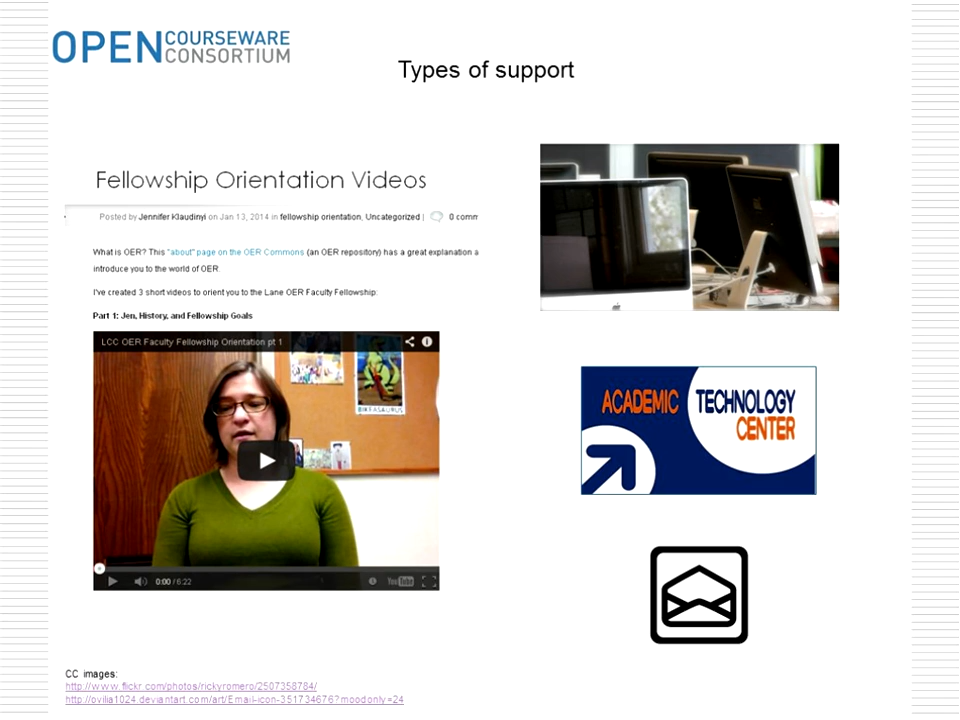 OPEN COURSEWARE
CONSORTIUM
Types of support
Fellowship Orientation Videos
Posted by Jennifer Klaudinyi on Jan 13, 2014 in fellowship orientation, Uncategorized | 0 comm
What is OER? This "about" page on the OER Commons (an OER repository) has a great explanation a
introduce you to the world of OER.
I've created 3 short videos to orient you to the Lane OER Faculty Fellowship:
Part 1: Jen, History, and Fellowship Goals
LCC OER Faculty Fellowship Orientation pt 1
BIKEASAURUS
0:00 / 6:22
YouTube
ACADEMIC TECHNOLOGY
CENTER
CC images:
http://www.flickr.com/photos/rickyromero/2507358784/
http://ovilia1024.deviantart.com/art/Email-icon-351734676?moodonly=24